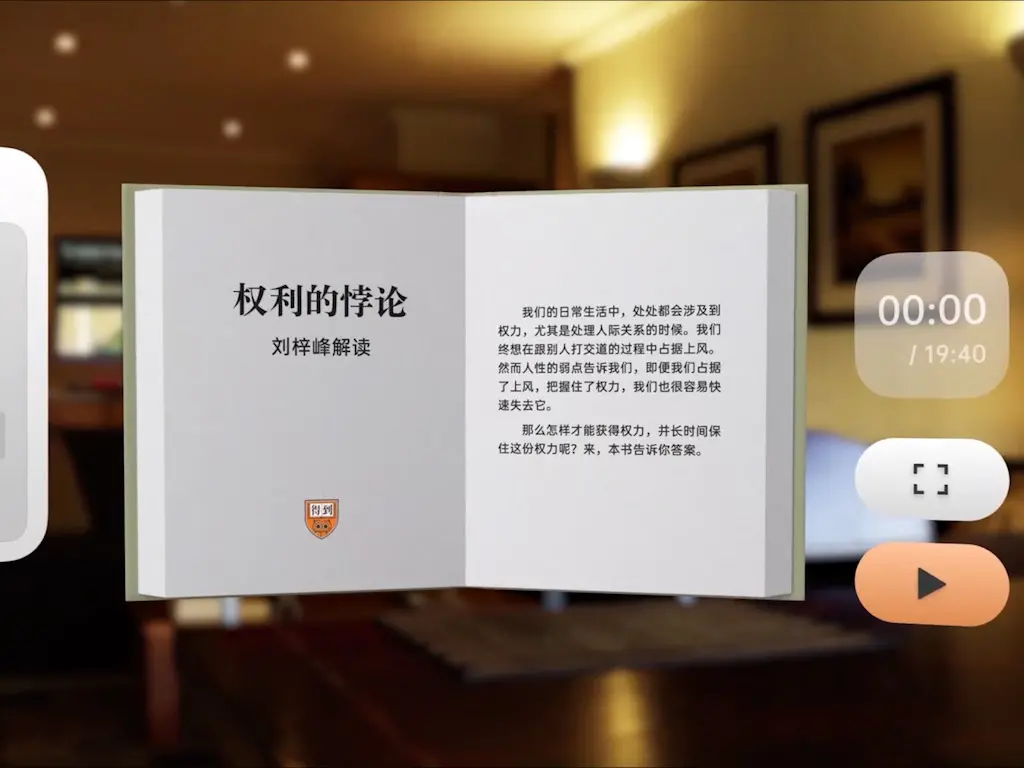 权利的悖论
刘梓峰解读
得到
我们的日常生活中，处处都会涉及到
权力，尤其是处理人际关系的时候。我们
终想在跟别人打交道的过程中占据上风。
然而人性的弱点告诉我们，即便我们占据
了上风，把握住了权力，我们也很容易快
速失去它。
那么怎样才能获得权力，并长时间保
住这份权力呢？来，本书告诉你答案。
00:00
/ 19:40